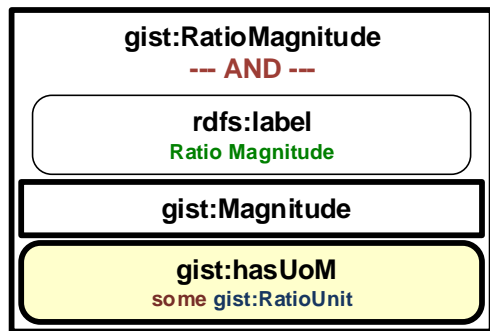 gist:RatioMagnitude
--- AND ---
rdfs:label
Ratio Magnitude
gist:Magnitude
gist:hasUoM
some gist:RatioUnit